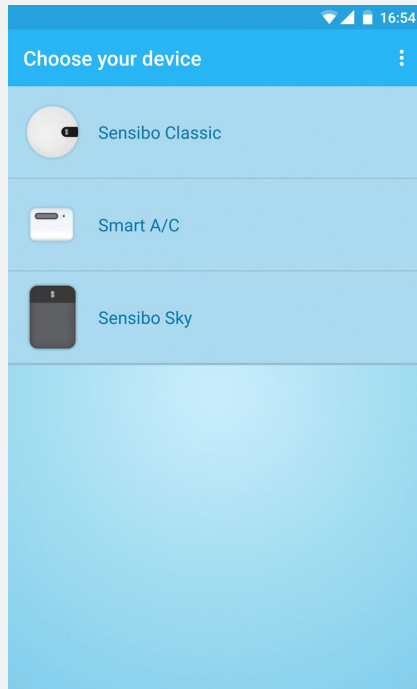 16:54
Choose your device
Sensibo Classic
Smart A/C
Sensibo Sky